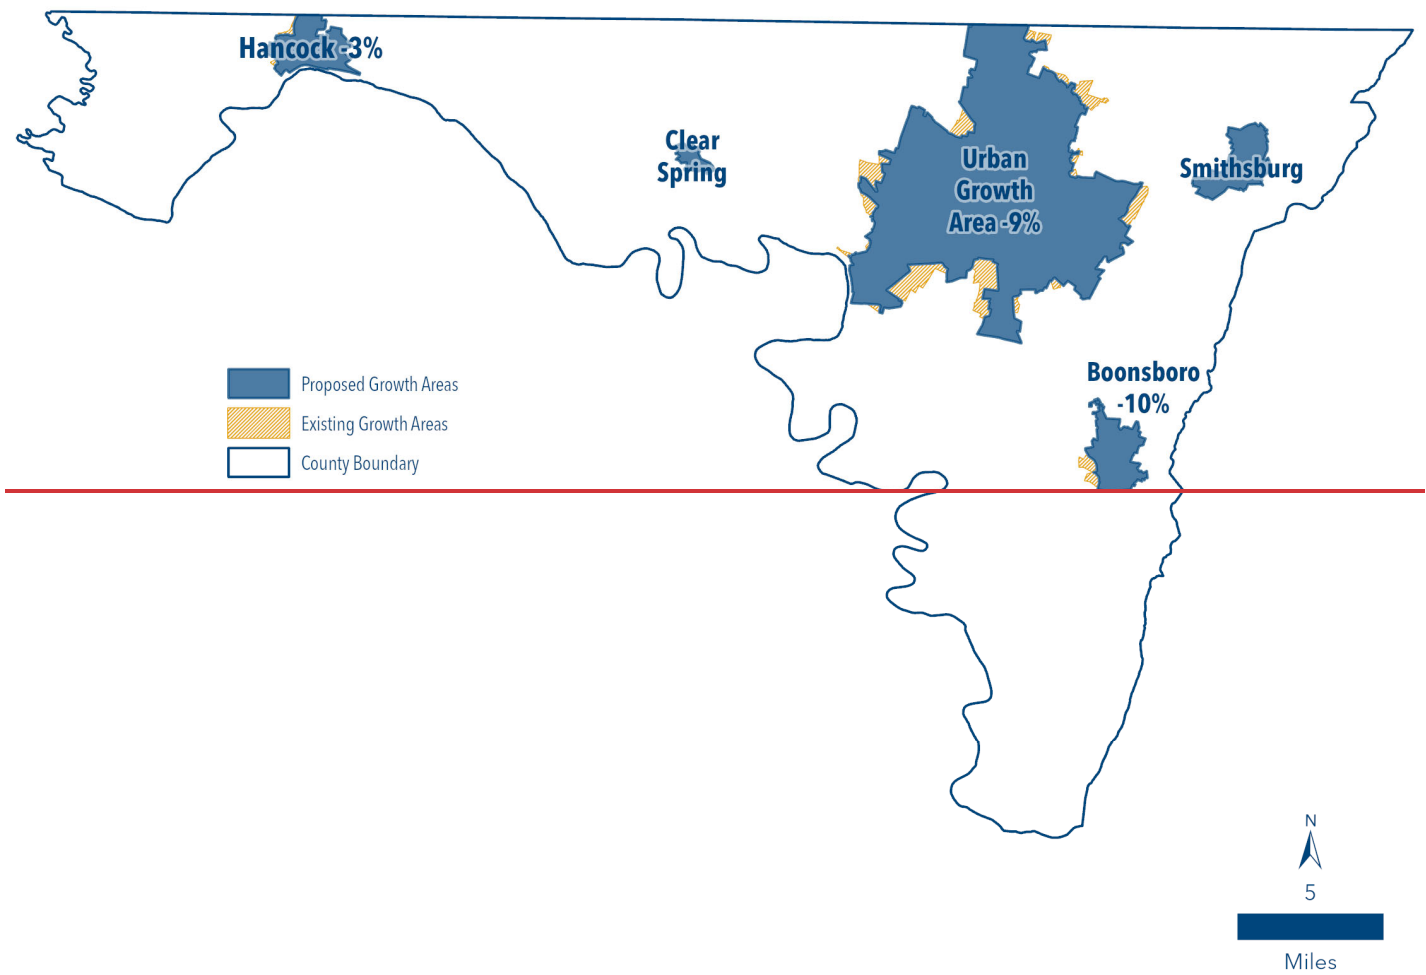 Hancock -3%
Clear
Spring
Urban
Growth
Area -9%
Smithsburg
Boonsboro
-10%
Proposed Growth Areas
Existing Growth Areas
County Boundary
N
5
Miles